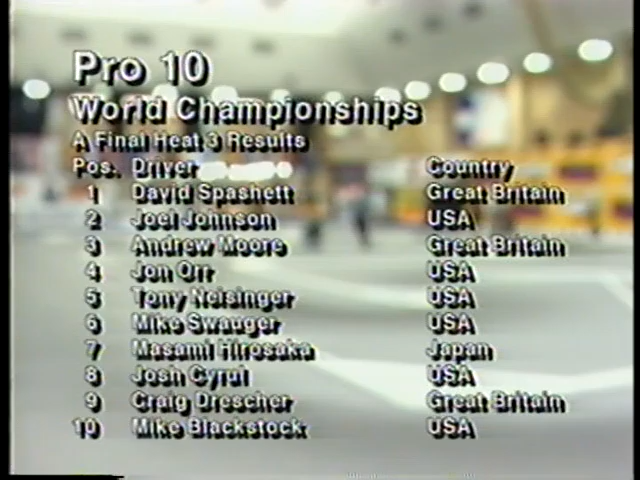 Pro 10
World Championships
A Final Heat 3 Results
Pos. Driver Country
1 David Spashett Great Britain
2 Joel Johnson USA
3 Andrew Moore Great Britain
4 Jon Orr USA
5 Tony Neisinger USA
6 Mike Swauger USA
7 Masami Hirosaka Japan
8 Josh Cyrul USA
9 Craig Drescher Great Britain
10 Mike Blackstock USA